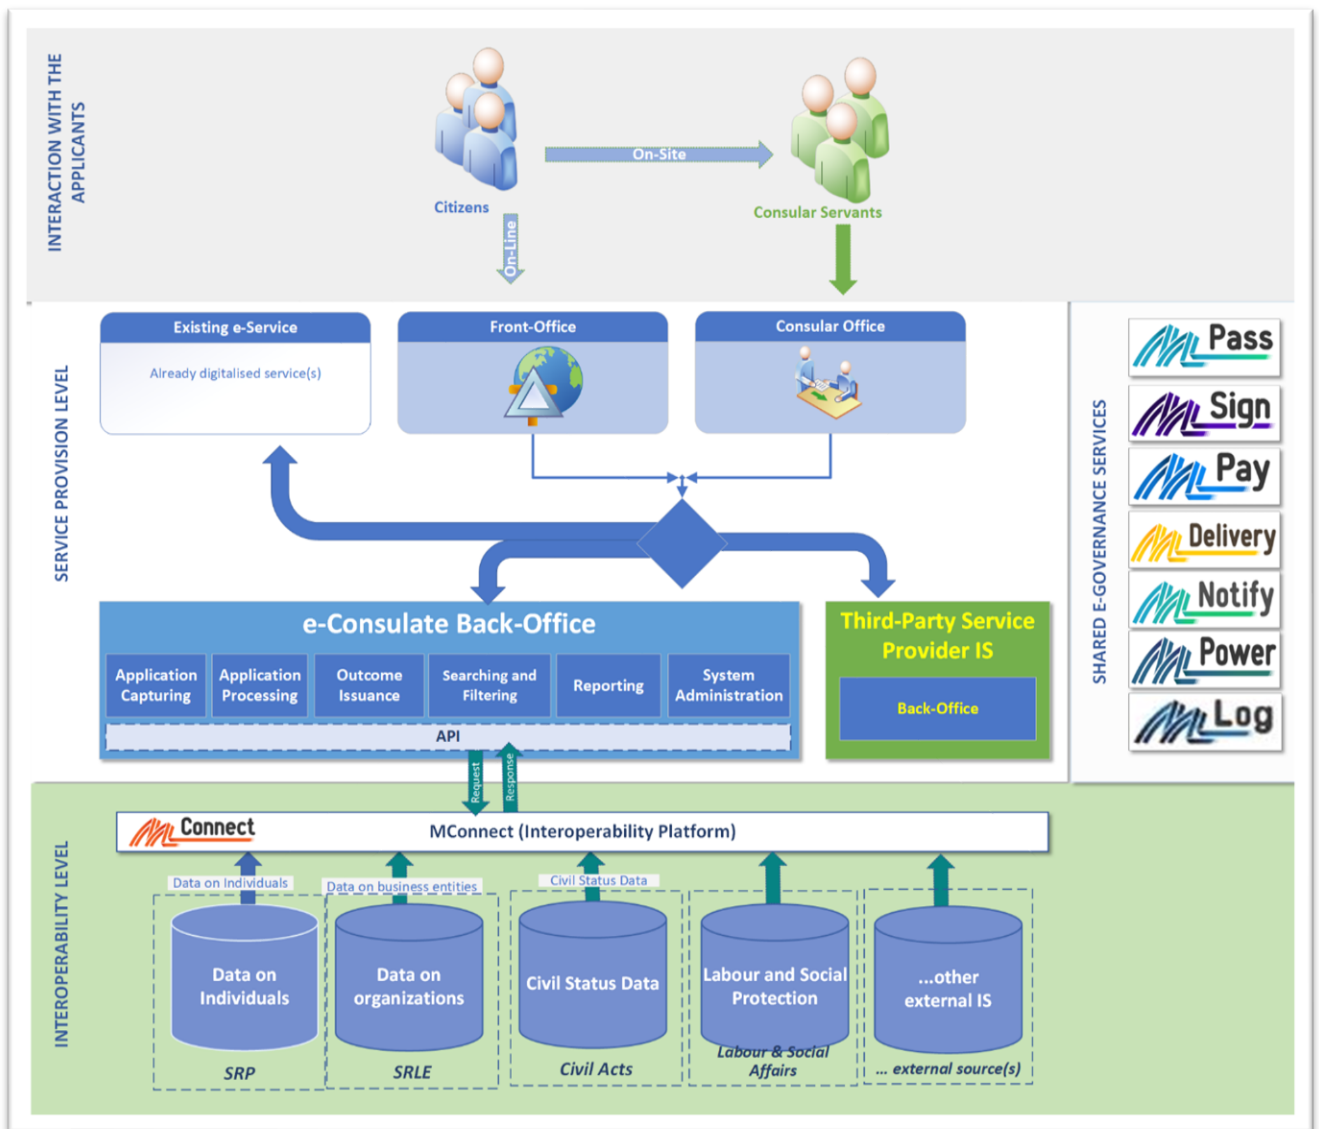 INTERACTION WITH THE
APPLICANTS
Citizens
On-Site
Consular Servants
On-Line
SERVICE PROVISION LEVEL
Existing e-Service
Already digitalised service(s)
Front-Office
Consular Office
e-Consulate Back-Office
Application
Capturing
Application
Processing
Outcome
Issuance
Searching and
Filtering
Reporting
System
Administration
API
Third-Party Service
Provider IS
Back-Office
SHARED E-GOVERNANCE SERVICES
Pass
Sign
Pay
Delivery
Notify
Power
Log
Request
Response
INTEROPERABILITY LEVEL
Connect
MConnect (Interoperability Platform)
Data on Individuals
Data on business entities
Civil Status Data
Data on
Individuals
Data on
organizations
Civil Status Data
Labour and Social
Protection
...other
external IS
SRP
SRLE
Civil Acts
Labour & Social
Affairs
... external source(s)